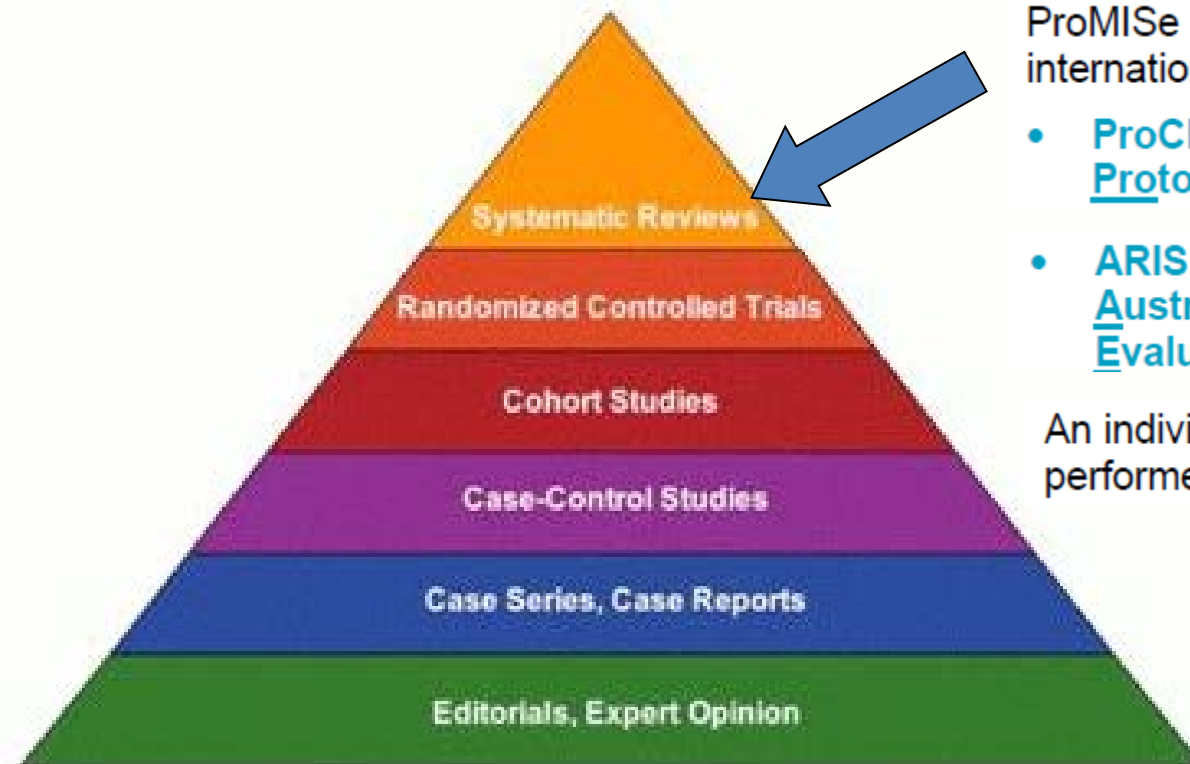 Systematic Reviews
Randomized Controlled Trials
Cohort Studies
Case-Control Studies
Case Series, Case Reports
Editorials, Expert Opinion
ProMISe
internatio
• ProC
Proto
• ARIS
Austr
Evalu
An indivi
performe